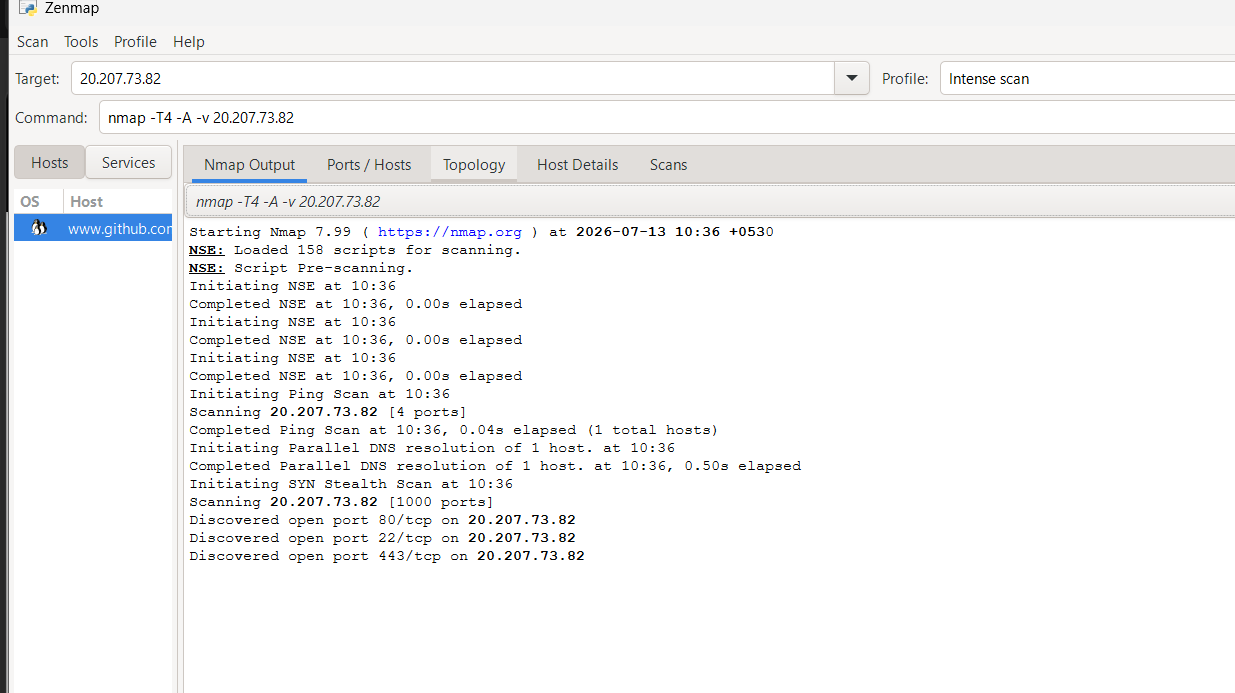 Zenmap
Scan Tools Profile Help
Target: 20.207.73.82 Profile: Intense scan
Command: nmap -T4 -A -v 20.207.73.82
Hosts Services Nmap Output Ports / Hosts Topology Host Details Scans
OS Host
nmap -T4 -A -v 20.207.73.82
www.github.com
Starting Nmap 7.99 ( https://nmap.org ) at 2026-07-13 10:36 +0530
NSE: Loaded 158 scripts for scanning.
NSE: Script Pre-scanning.
Initiating NSE at 10:36
Completed NSE at 10:36, 0.00s elapsed
Initiating NSE at 10:36
Completed NSE at 10:36, 0.00s elapsed
Initiating NSE at 10:36
Completed NSE at 10:36, 0.00s elapsed
Initiating Ping Scan at 10:36
Scanning 20.207.73.82 [4 ports]
Completed Ping Scan at 10:36, 0.04s elapsed (1 total hosts)
Initiating Parallel DNS resolution of 1 host. at 10:36
Completed Parallel DNS resolution of 1 host. at 10:36, 0.50s elapsed
Initiating SYN Stealth Scan at 10:36
Scanning 20.207.73.82 [1000 ports]
Discovered open port 80/tcp on 20.207.73.82
Discovered open port 22/tcp on 20.207.73.82
Discovered open port 443/tcp on 20.207.73.82